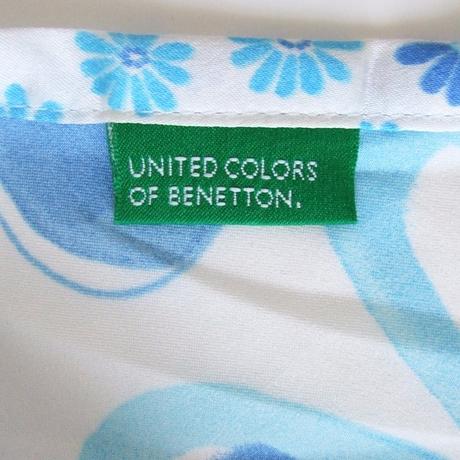 UNITED COLORS
OF BENETTON.